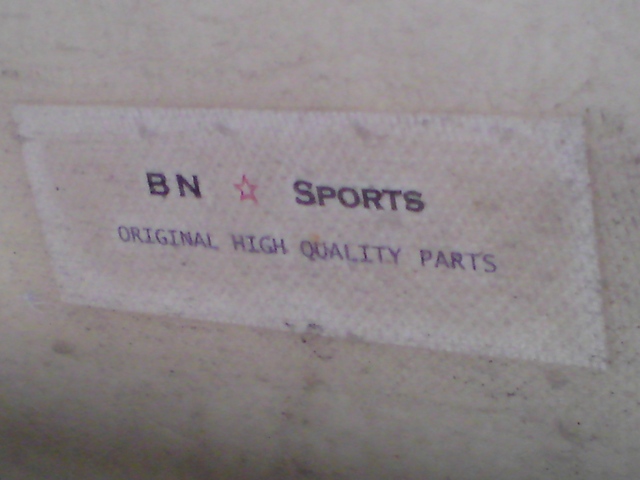 BN ☆ SPORTS
ORIGINAL HIGH QUALITY PARTS